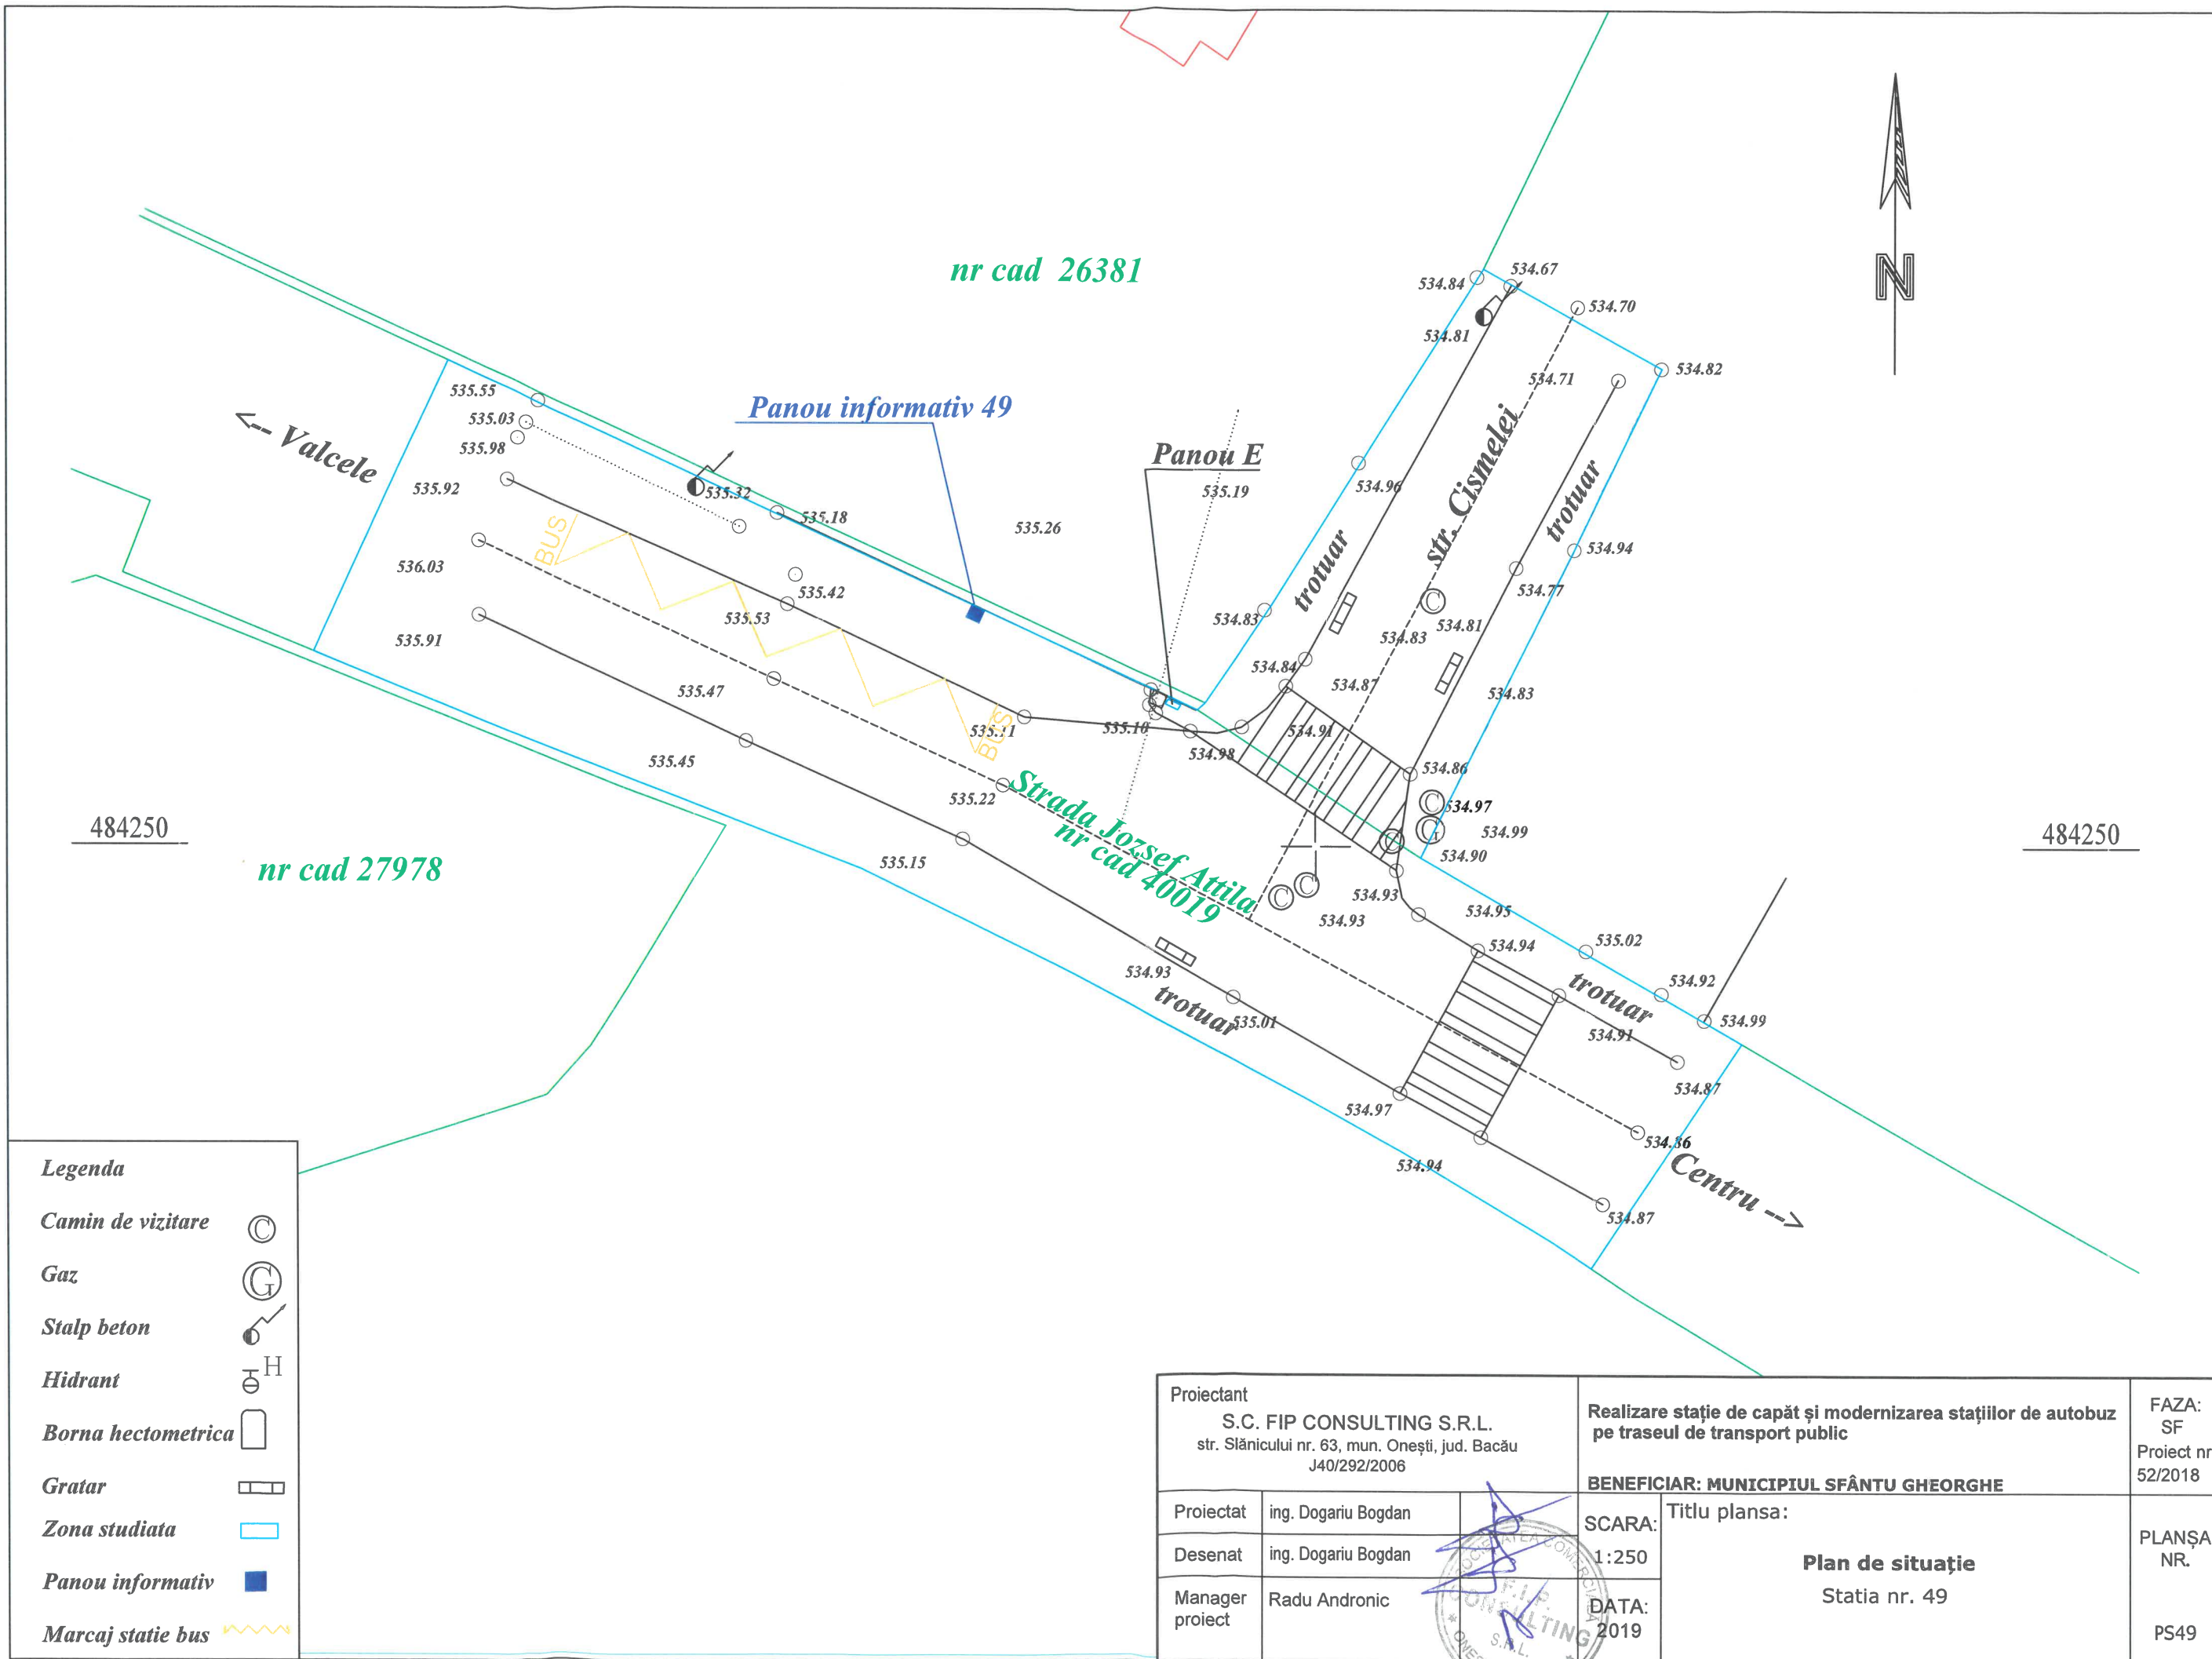 534.67
534.84
534.70
N
nr cad 26381
534.81
534.82
534.71
535.55
Panou informativ 49
535.03
<-- Valcele
535.98
Panou E
str. Cismelei
trotuar
535.92
535.32
535.19
534.96
535.18
535.26
BUS
534.94
536.03
trotuar
534.77
535.42
535.53
534.83
534.81
534.83
535.91
534.84
534.87
535.47
534.83
535.11
535.10
534.91
534.98
BUS
535.45
534.86
535.22
534.97
Strada Jozsef Attila
nr cad 40019
484250
534.99
484250
535.15
534.90
nr cad 27978
534.93
534.93
534.95
534.94
535.02
534.93
trotuar
534.92
trotuar
535.01
534.99
534.91
534.87
534.97
534.86
534.94
Centru -->
534.87
Legenda
Camin de vizitare C
Gaz G
Stalp beton
Hidrant H
Borna hectometrica
Gratar
Zona studiata
Panou informativ
Marcaj statie bus
Proiectant
S.C. FIP CONSULTING S.R.L.
str. Slănicului nr. 63, mun. Onești, jud. Bacău
J40/292/2006
Realizare stație de capăt și modernizarea stațiilor de autobuz
pe traseul de transport public
BENEFICIAR: MUNICIPIUL SFÂNTU GHEORGHE
FAZA:
SF
Proiect nr
52/2018
Proiectat ing. Dogariu Bogdan
Desenat ing. Dogariu Bogdan
Manager
proiect
Radu Andronic
SCARA:
1:250
DATA:
2019
Titlu plansa:
Plan de situație
Statia nr. 49
PLANȘA
NR.
PS49
SOCIETATEA COMERCIALA
F.I.P.
CONSULTING
S.R.L.